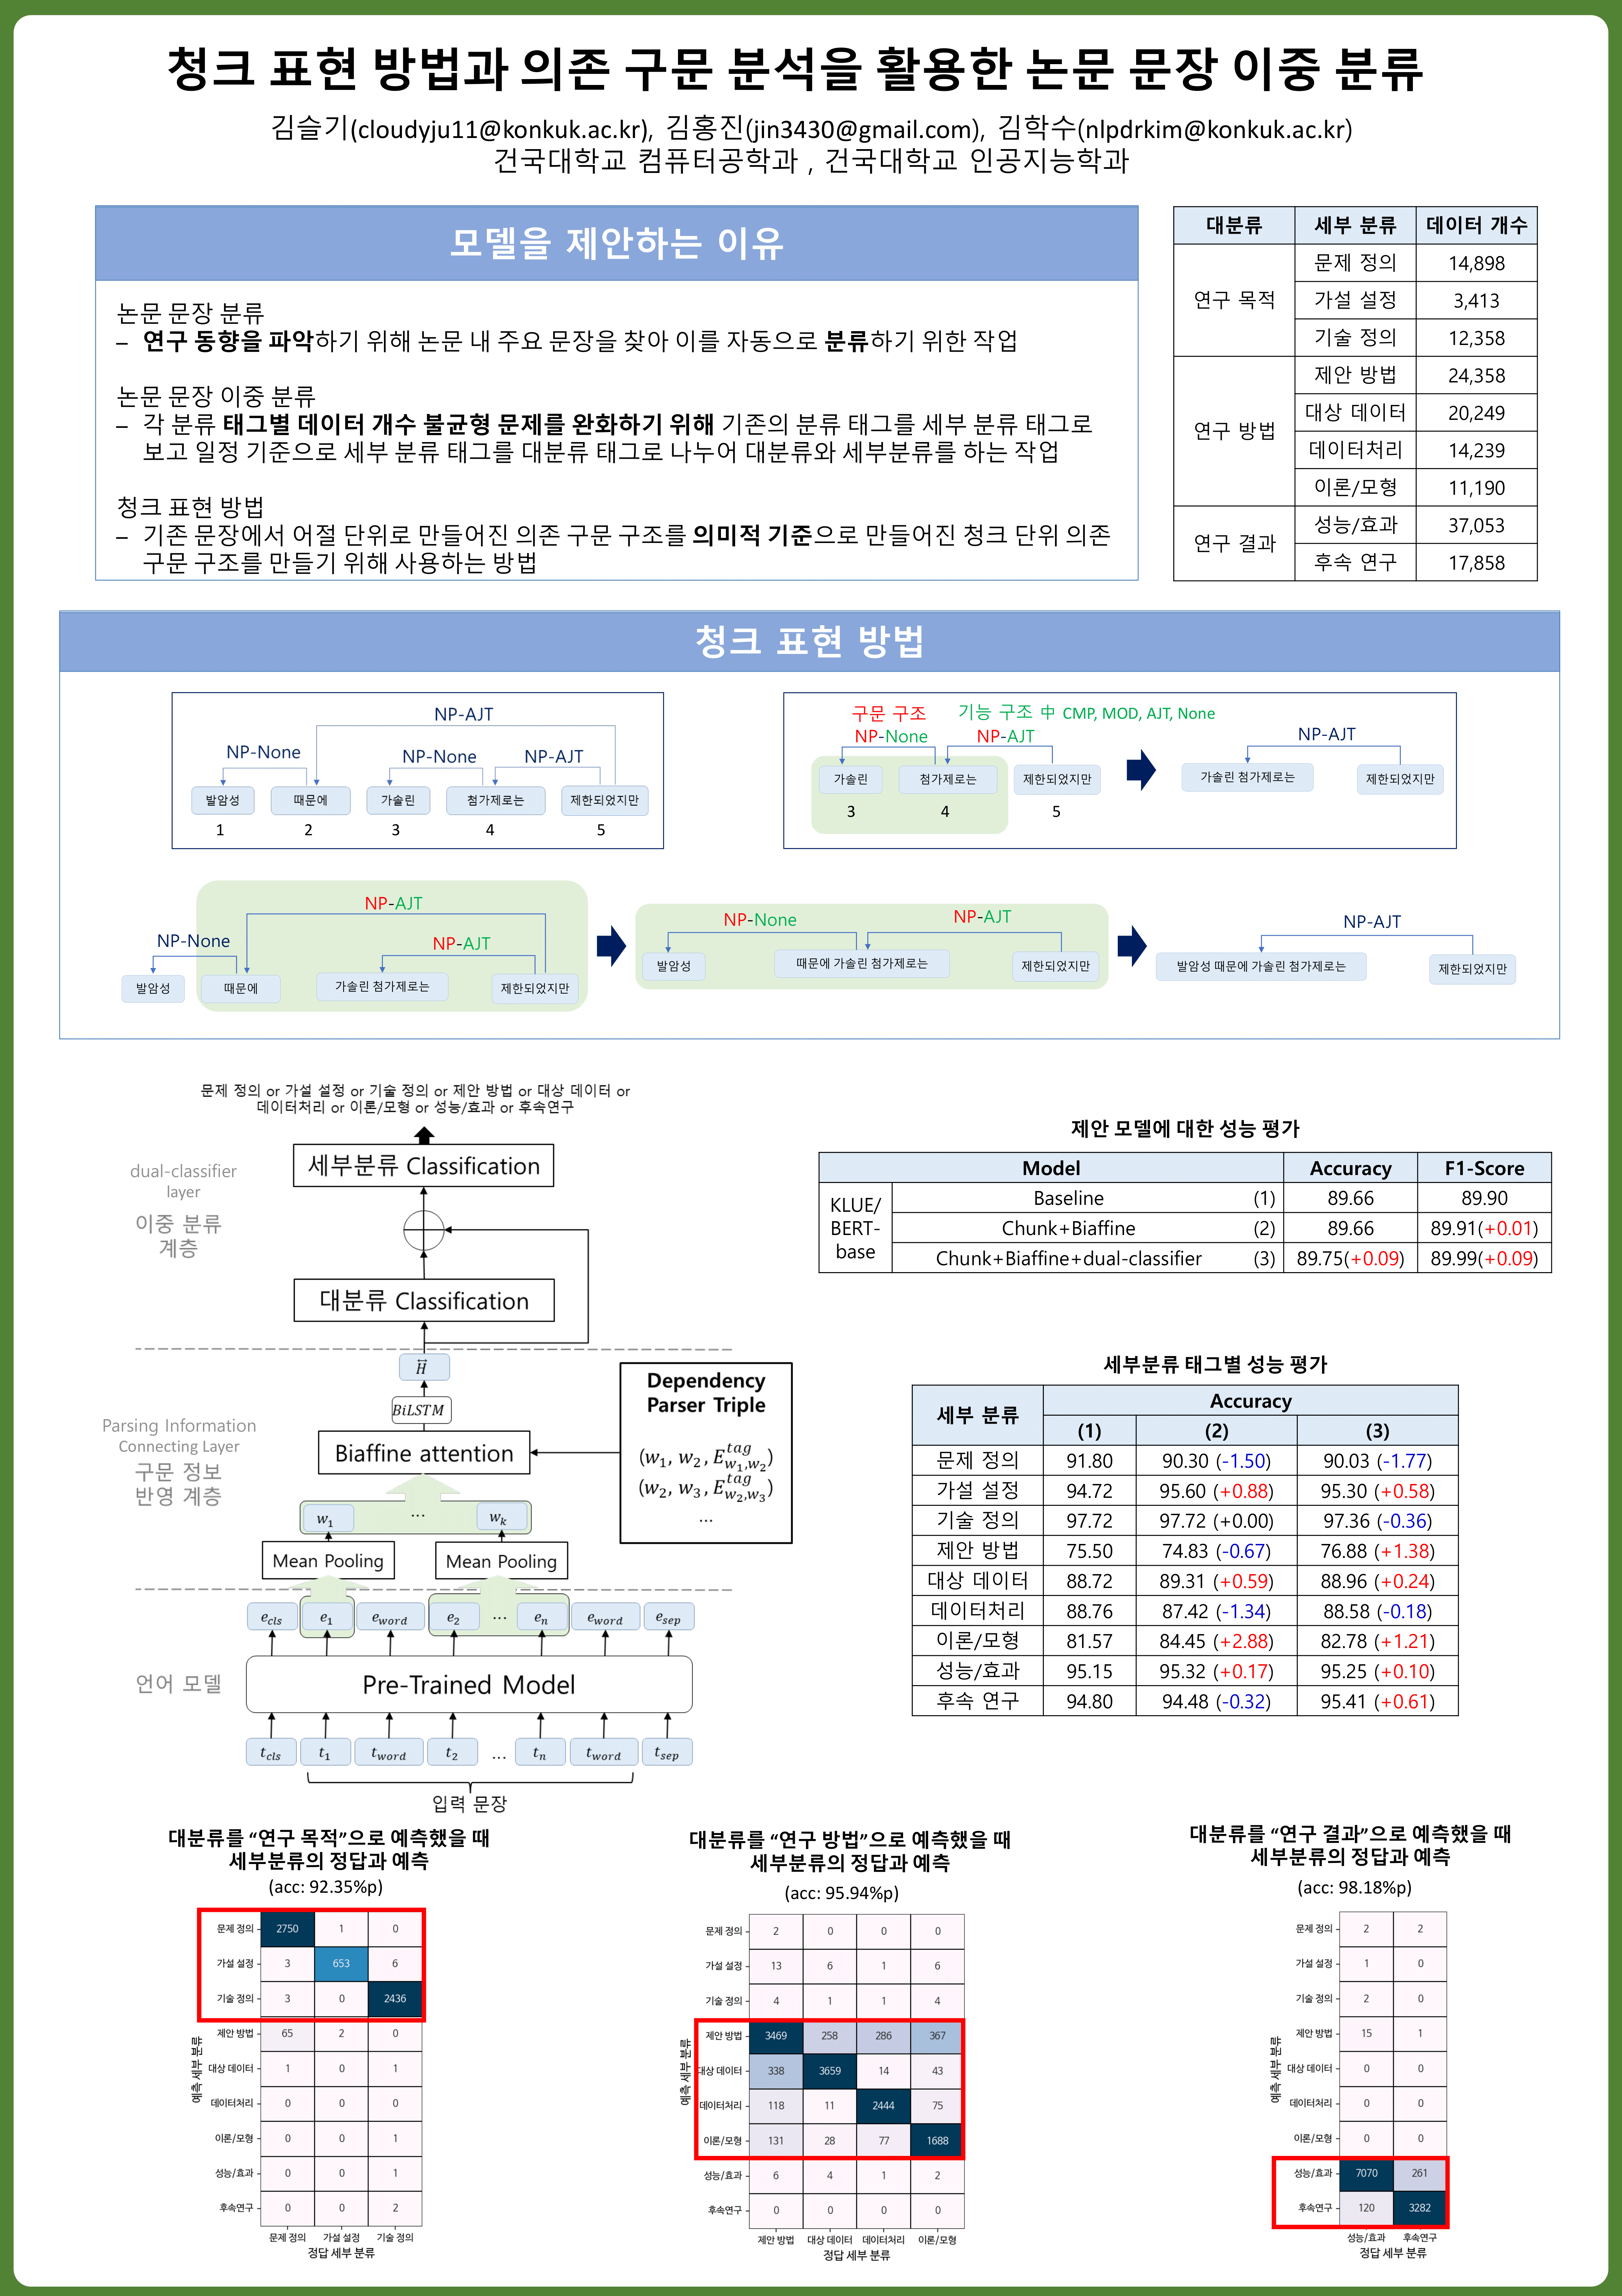 청크 표현 방법과 의존 구문 분석을 활용한 논문 문장 이중 분류
김슬기(cloudyju11@konkuk.ac.kr), 김홍진(jin3430@gmail.com), 김학수(nlpdrkim@konkuk.ac.kr)
건국대학교 컴퓨터공학과 , 건국대학교 인공지능학과
모델을 제안하는 이유
논문 문장 분류
– 연구 동향을 파악하기 위해 논문 내 주요 문장을 찾아 이를 자동으로 분류하기 위한 작업
논문 문장 이중 분류
– 각 분류 태그별 데이터 개수 불균형 문제를 완화하기 위해 기존의 분류 태그를 세부 분류 태그로
보고 일정 기준으로 세부 분류 태그를 대분류 태그로 나누어 대분류와 세부분류를 하는 작업
청크 표현 방법
– 기존 문장에서 어절 단위로 만들어진 의존 구문 구조를 의미적 기준으로 만들어진 청크 단위 의존
구문 구조를 만들기 위해 사용하는 방법
대분류 세부 분류 데이터 개수
연구 목적 문제 정의 14,898
가설 설정 3,413
기술 정의 12,358
연구 방법 제안 방법 24,358
대상 데이터 20,249
데이터처리 14,239
이론/모형 11,190
연구 결과 성능/효과 37,053
후속 연구 17,858
청크 표현 방법
NP-AJT
NP-None NP-None NP-AJT
발암성 때문에 가솔린 첨가제로는 제한되었지만
1 2 3 4 5
구문 구조 기능 구조 中 CMP, MOD, AJT, None
NP-None NP-AJT
가솔린 첨가제로는 제한되었지만
3 4 5
NP-AJT
가솔린 첨가제로는 제한되었지만
NP-AJT
NP-None NP-AJT
발암성 때문에 가솔린 첨가제로는 제한되었지만
NP-None NP-AJT
발암성 때문에 가솔린 첨가제로는 제한되었지만
NP-AJT
발암성 때문에 가솔린 첨가제로는 제한되었지만
문제 정의 or 가설 설정 or 기술 정의 or 제안 방법 or 대상 데이터 or
데이터처리 or 이론/모형 or 성능/효과 or 후속연구
세부분류 Classification
dual-classifier
layer
이중 분류
계층
대분류 Classification
H
BiLSTM
Parsing Information
Connecting Layer
구문 정보
반영 계층
Biaffine attention
Dependency
Parser Triple
(w₁, w₂, E^tag_w₁,w₂)
(w₂, w₃, E^tag_w₂,w₃)
...
w₁ ... wₖ
Mean Pooling Mean Pooling
e_cls e₁ e_word e₂ ... eₙ e_word e_sep
언어 모델
Pre-Trained Model
t_cls t₁ t_word t₂ ... tₙ t_word t_sep
입력 문장
제안 모델에 대한 성능 평가
Model Accuracy F1-Score
KLUE/
BERT-
base
Baseline (1) 89.66 89.90
Chunk+Biaffine (2) 89.66 89.91(+0.01)
Chunk+Biaffine+dual-classifier (3) 89.75(+0.09) 89.99(+0.09)
세부분류 태그별 성능 평가
세부 분류 Accuracy
(1) (2) (3)
문제 정의 91.80 90.30 (-1.50) 90.03 (-1.77)
가설 설정 94.72 95.60 (+0.88) 95.30 (+0.58)
기술 정의 97.72 97.72 (+0.00) 97.36 (-0.36)
제안 방법 75.50 74.83 (-0.67) 76.88 (+1.38)
대상 데이터 88.72 89.31 (+0.59) 88.96 (+0.24)
데이터처리 88.76 87.42 (-1.34) 88.58 (-0.18)
이론/모형 81.57 84.45 (+2.88) 82.78 (+1.21)
성능/효과 95.15 95.32 (+0.17) 95.25 (+0.10)
후속 연구 94.80 94.48 (-0.32) 95.41 (+0.61)
대분류를 “연구 목적”으로 예측했을 때
세부분류의 정답과 예측
(acc: 92.35%p)
문제 정의 2750 1 0
가설 설정 3 653 6
기술 정의 3 0 2436
제안 방법 65 2 0
대상 데이터 1 0 1
데이터처리 0 0 0
이론/모형 0 0 1
성능/효과 0 0 1
후속연구 0 0 2
예측 세부 분류
문제 정의 가설 설정 기술 정의
정답 세부 분류
대분류를 “연구 방법”으로 예측했을 때
세부분류의 정답과 예측
(acc: 95.94%p)
문제 정의 2 0 0 0
가설 설정 13 6 1 6
기술 정의 4 1 1 4
제안 방법 3469 258 286 367
대상 데이터 338 3659 14 43
데이터처리 118 11 2444 75
이론/모형 131 28 77 1688
성능/효과 6 4 1 2
후속연구 0 0 0 0
예측 세부 분류
제안 방법 대상 데이터 데이터처리 이론/모형
정답 세부 분류
대분류를 “연구 결과”으로 예측했을 때
세부분류의 정답과 예측
(acc: 98.18%p)
문제 정의 2 2
가설 설정 1 0
기술 정의 2 0
제안 방법 15 1
대상 데이터 0 0
데이터처리 0 0
이론/모형 0 0
성능/효과 7070 261
후속연구 120 3282
예측 세부 분류
성능/효과 후속연구
정답 세부 분류